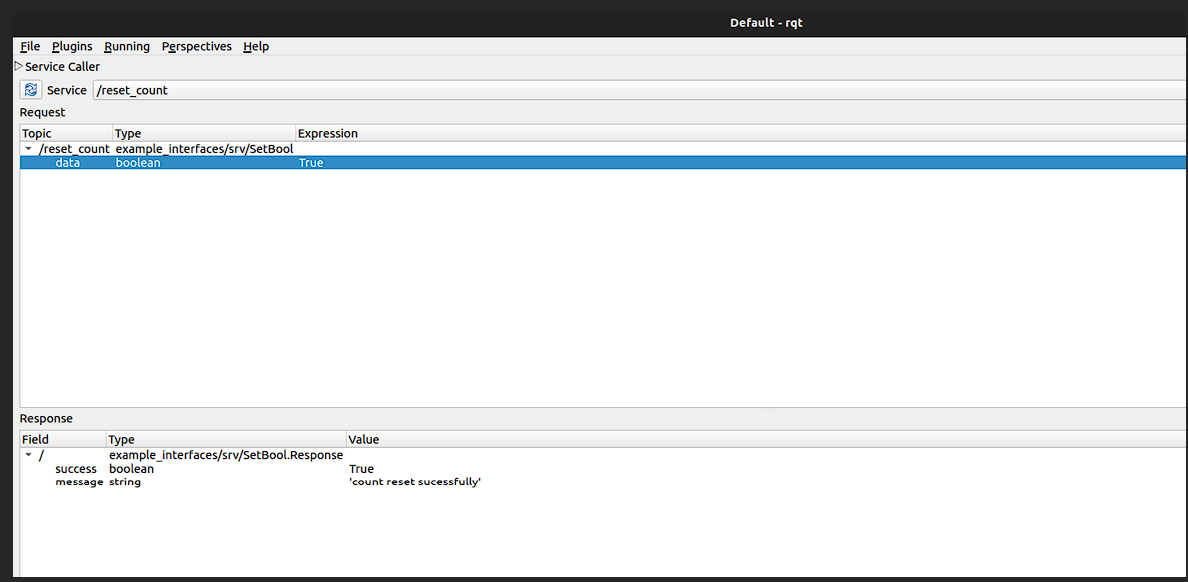 Default - rqt
File Plugins Running Perspectives Help
Service Caller
Service /reset_count
Request
Topic Type Expression
/reset_count example_interfaces/srv/SetBool
data boolean True
Response
Field Type Value
/ example_interfaces/srv/SetBool.Response
success boolean True
message string 'count reset sucessfully'